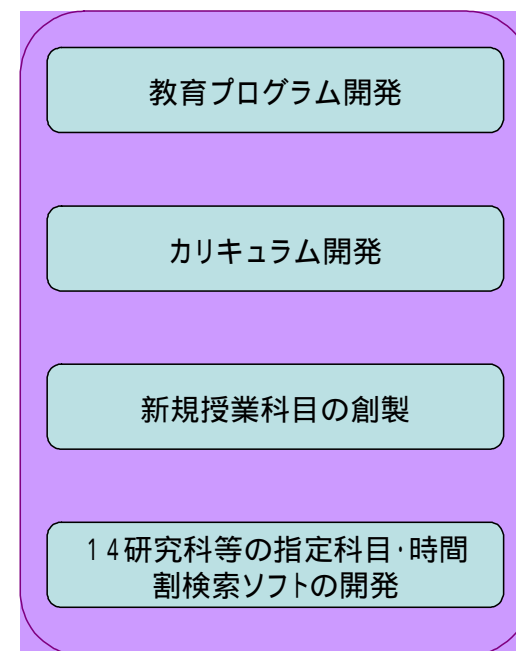 教育プログラム開発
カリキュラム開発
新規授業科目の創製
14研究科等の指定科目･時間
割検索ソフトの開発